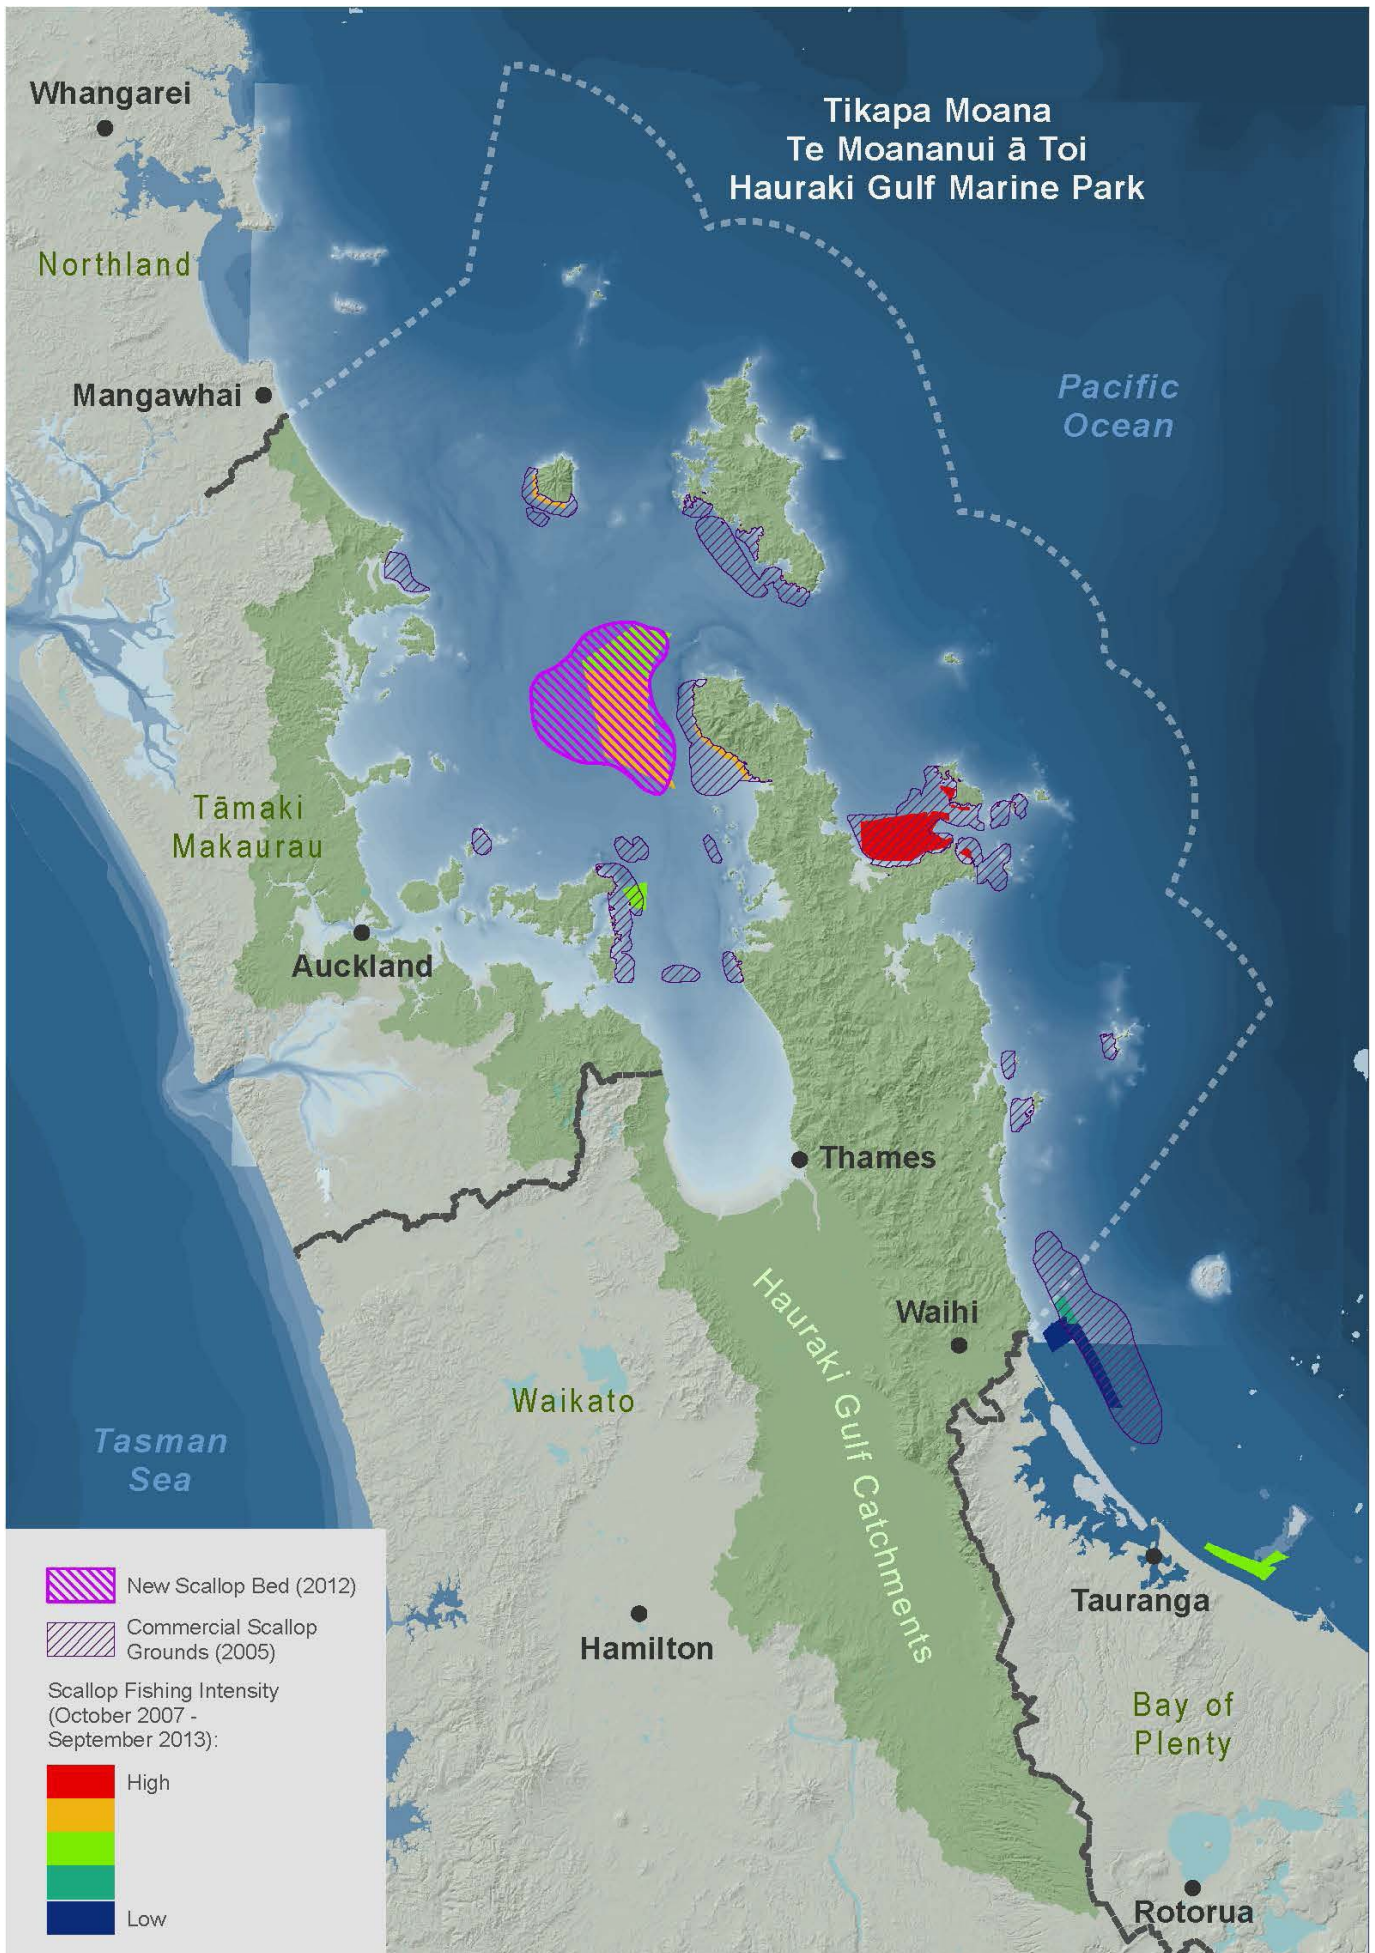 Whangarei
Tikapa Moana
Te Moananui ā Toi
Hauraki Gulf Marine Park
Northland
Pacific
Ocean
Mangawhai
Tāmaki
Makaurau
Auckland
Thames
Waihi
Hauraki Gulf Catchments
Waikato
Tasman
Sea
Tauranga
Hamilton
Bay of
Plenty
Rotorua
New Scallop Bed (2012)
Commercial Scallop
Grounds (2005)
Scallop Fishing Intensity
(October 2007 -
September 2013):
High
Low